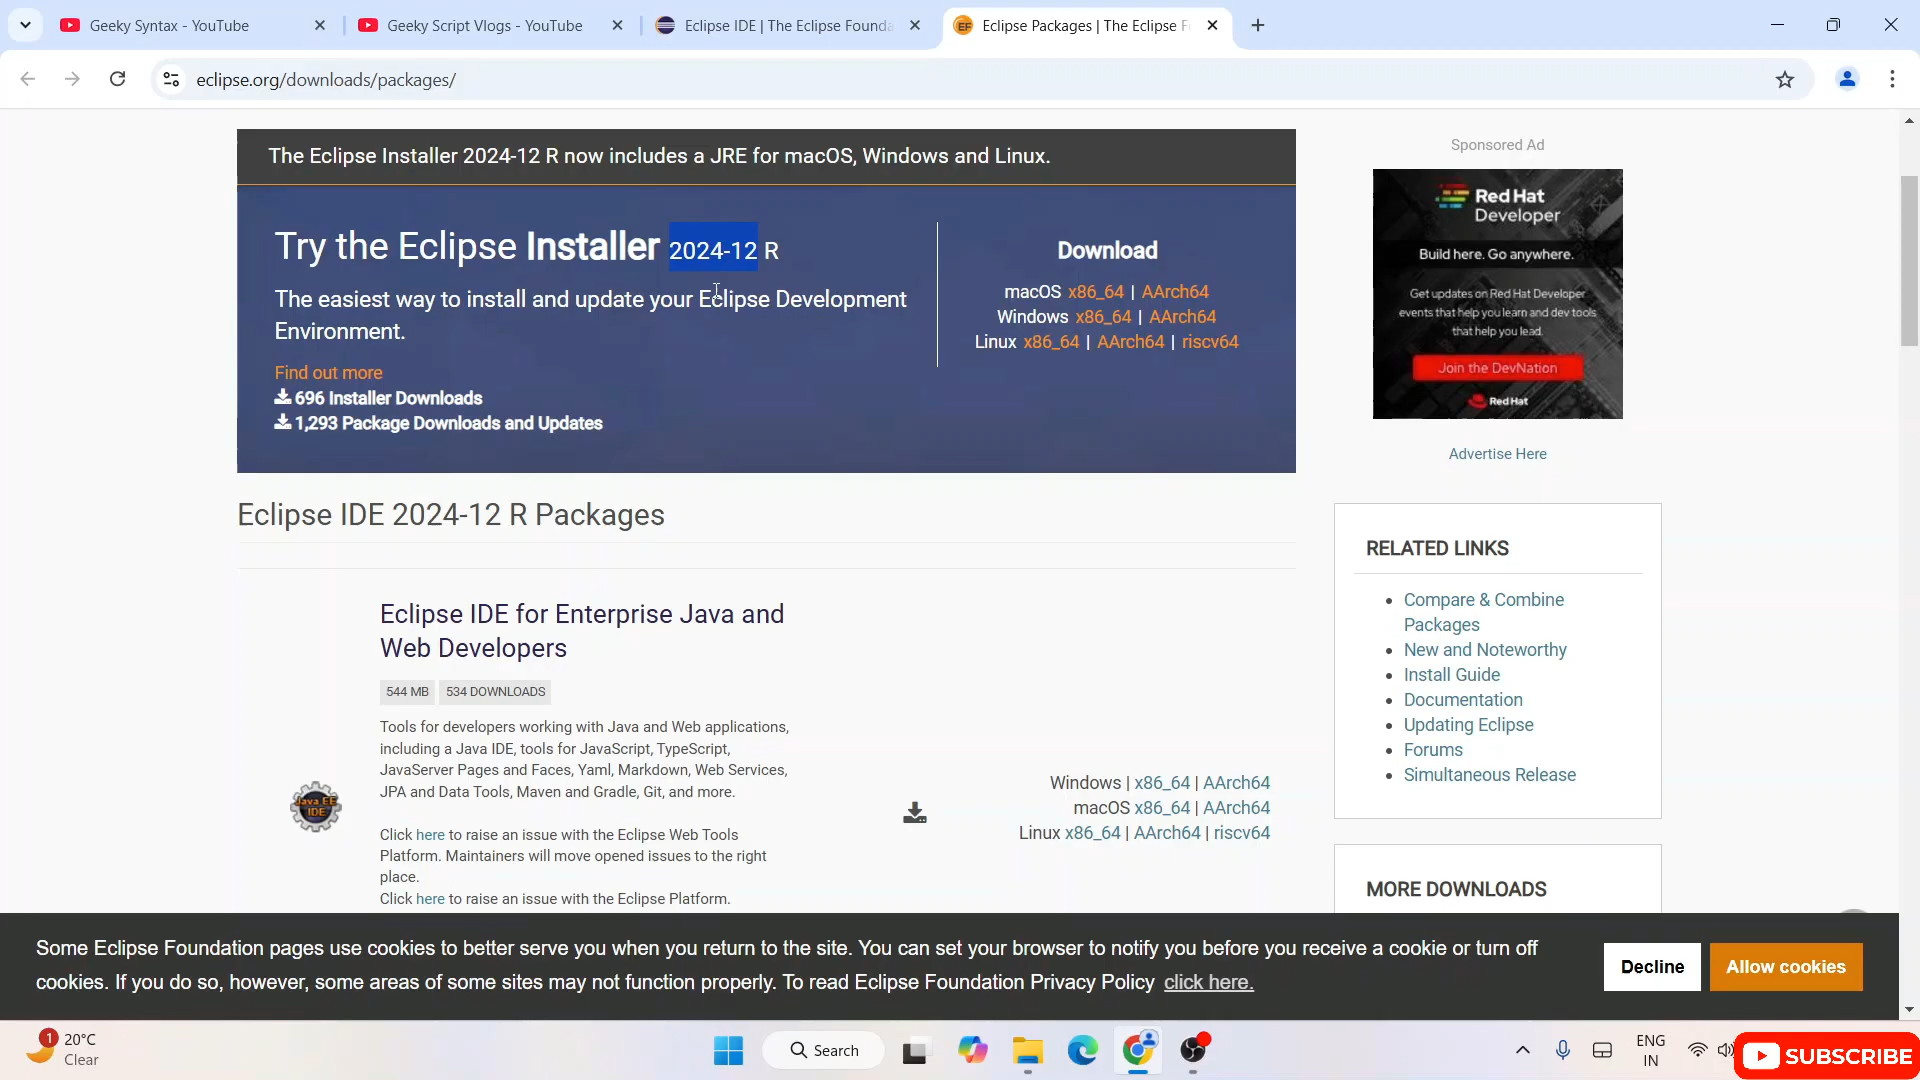 Geeky Syntax - YouTube
Geeky Script Vlogs - YouTube
Eclipse IDE | The Eclipse Founda
EF
Eclipse Packages | The Eclipse F
eclipse.org/downloads/packages/
The Eclipse Installer 2024-12 R now includes a JRE for macOS, Windows and Linux.
Try the Eclipse Installer 2024-12 R
The easiest way to install and update your Eclipse Development
Environment.
Find out more
696 Installer Downloads
1,293 Package Downloads and Updates
Download
macOS x86_64 | AArch64
Windows x86_64 | AArch64
Linux x86_64 | AArch64 | riscv64
Sponsored Ad
Red Hat
Developer
Build here. Go anywhere.
Get updates on Red Hat Developer
events that help you learn and dev tools
that help you lead.
Join the DevNation
Red Hat
Advertise Here
Eclipse IDE 2024-12 R Packages
Eclipse IDE for Enterprise Java and
Web Developers
544 MB 534 DOWNLOADS
Tools for developers working with Java and Web applications,
including a Java IDE, tools for JavaScript, TypeScript,
JavaServer Pages and Faces, Yaml, Markdown, Web Services,
JPA and Data Tools, Maven and Gradle, Git, and more.
Click here to raise an issue with the Eclipse Web Tools
Platform. Maintainers will move opened issues to the right
place.
Click here to raise an issue with the Eclipse Platform.
Java EE
IDE
Windows | x86_64 | AArch64
macOS x86_64 | AArch64
Linux x86_64 | AArch64 | riscv64
RELATED LINKS
Compare & Combine
Packages
New and Noteworthy
Install Guide
Documentation
Updating Eclipse
Forums
Simultaneous Release
MORE DOWNLOADS
Some Eclipse Foundation pages use cookies to better serve you when you return to the site. You can set your browser to notify you before you receive a cookie or turn off
cookies. If you do so, however, some areas of some sites may not function properly. To read Eclipse Foundation Privacy Policy click here.
Decline
Allow cookies
1
20°C
Clear
Search
ENG
IN
SUBSCRIBE